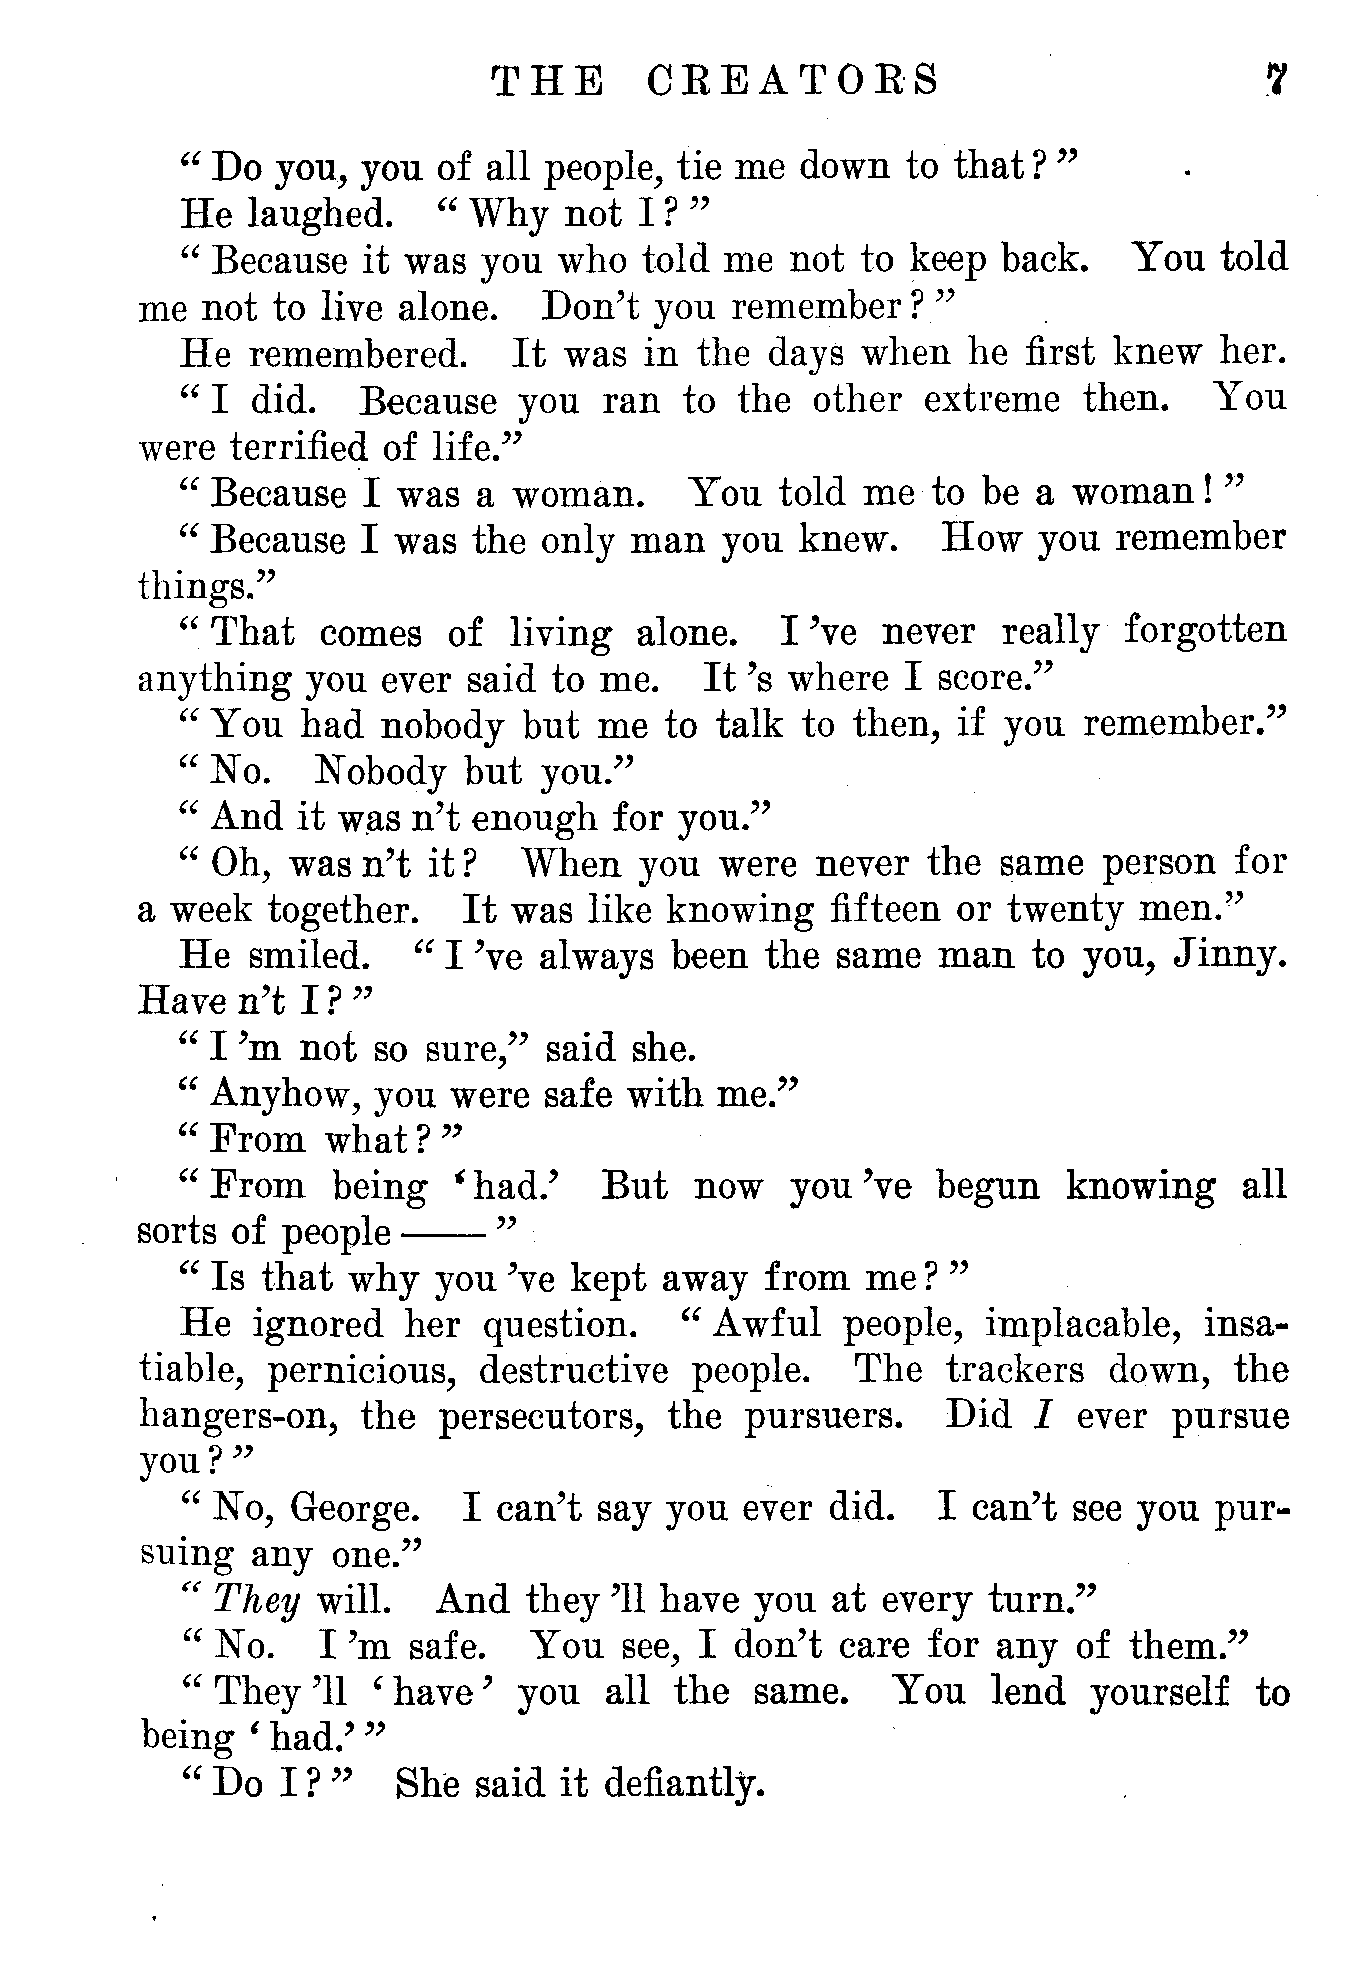 THE CREATORS 7
“ Do you, you of all people, tie me down to that? ”
He laughed. “ Why not I? ”
“ Because it was you who told me not to keep back. You told
me not to live alone. Don’t you remember? ”
He remembered. It was in the days when he first knew her.
“ I did. Because you ran to the other extreme then. You
were terrified of life.”
“ Because I was a woman. You told me to be a woman! ”
“ Because I was the only man you knew. How you remember
things.”
“ That comes of living alone. I ’ve never really forgotten
anything you ever said to me. It ’s where I score.”
“ You had nobody but me to talk to then, if you remember.”
“ No. Nobody but you.”
“ And it was n’t enough for you.”
“ Oh, was n’t it? When you were never the same person for
a week together. It was like knowing fifteen or twenty men.”
He smiled. “ I ’ve always been the same man to you, Jinny.
Have n’t I? ”
“ I ’m not so sure,” said she.
“ Anyhow, you were safe with me.”
“ From what? ”
“ From being ‘ had.’ But now you ’ve begun knowing all
sorts of people —— ”
“ Is that why you ’ve kept away from me? ”
He ignored her question. “ Awful people, implacable, insa-
tiable, pernicious, destructive people. The trackers down, the
hangers-on, the persecutors, the pursuers. Did I ever pursue
you? ”
“ No, George. I can’t say you ever did. I can’t see you pur-
suing any one.”
“ They will. And they ’ll have you at every turn.”
“ No. I ’m safe. You see, I don’t care for any of them.”
“ They ’ll ‘ have ’ you all the same. You lend yourself to
being ‘ had.’ ”
“ Do I? ” She said it defiantly.